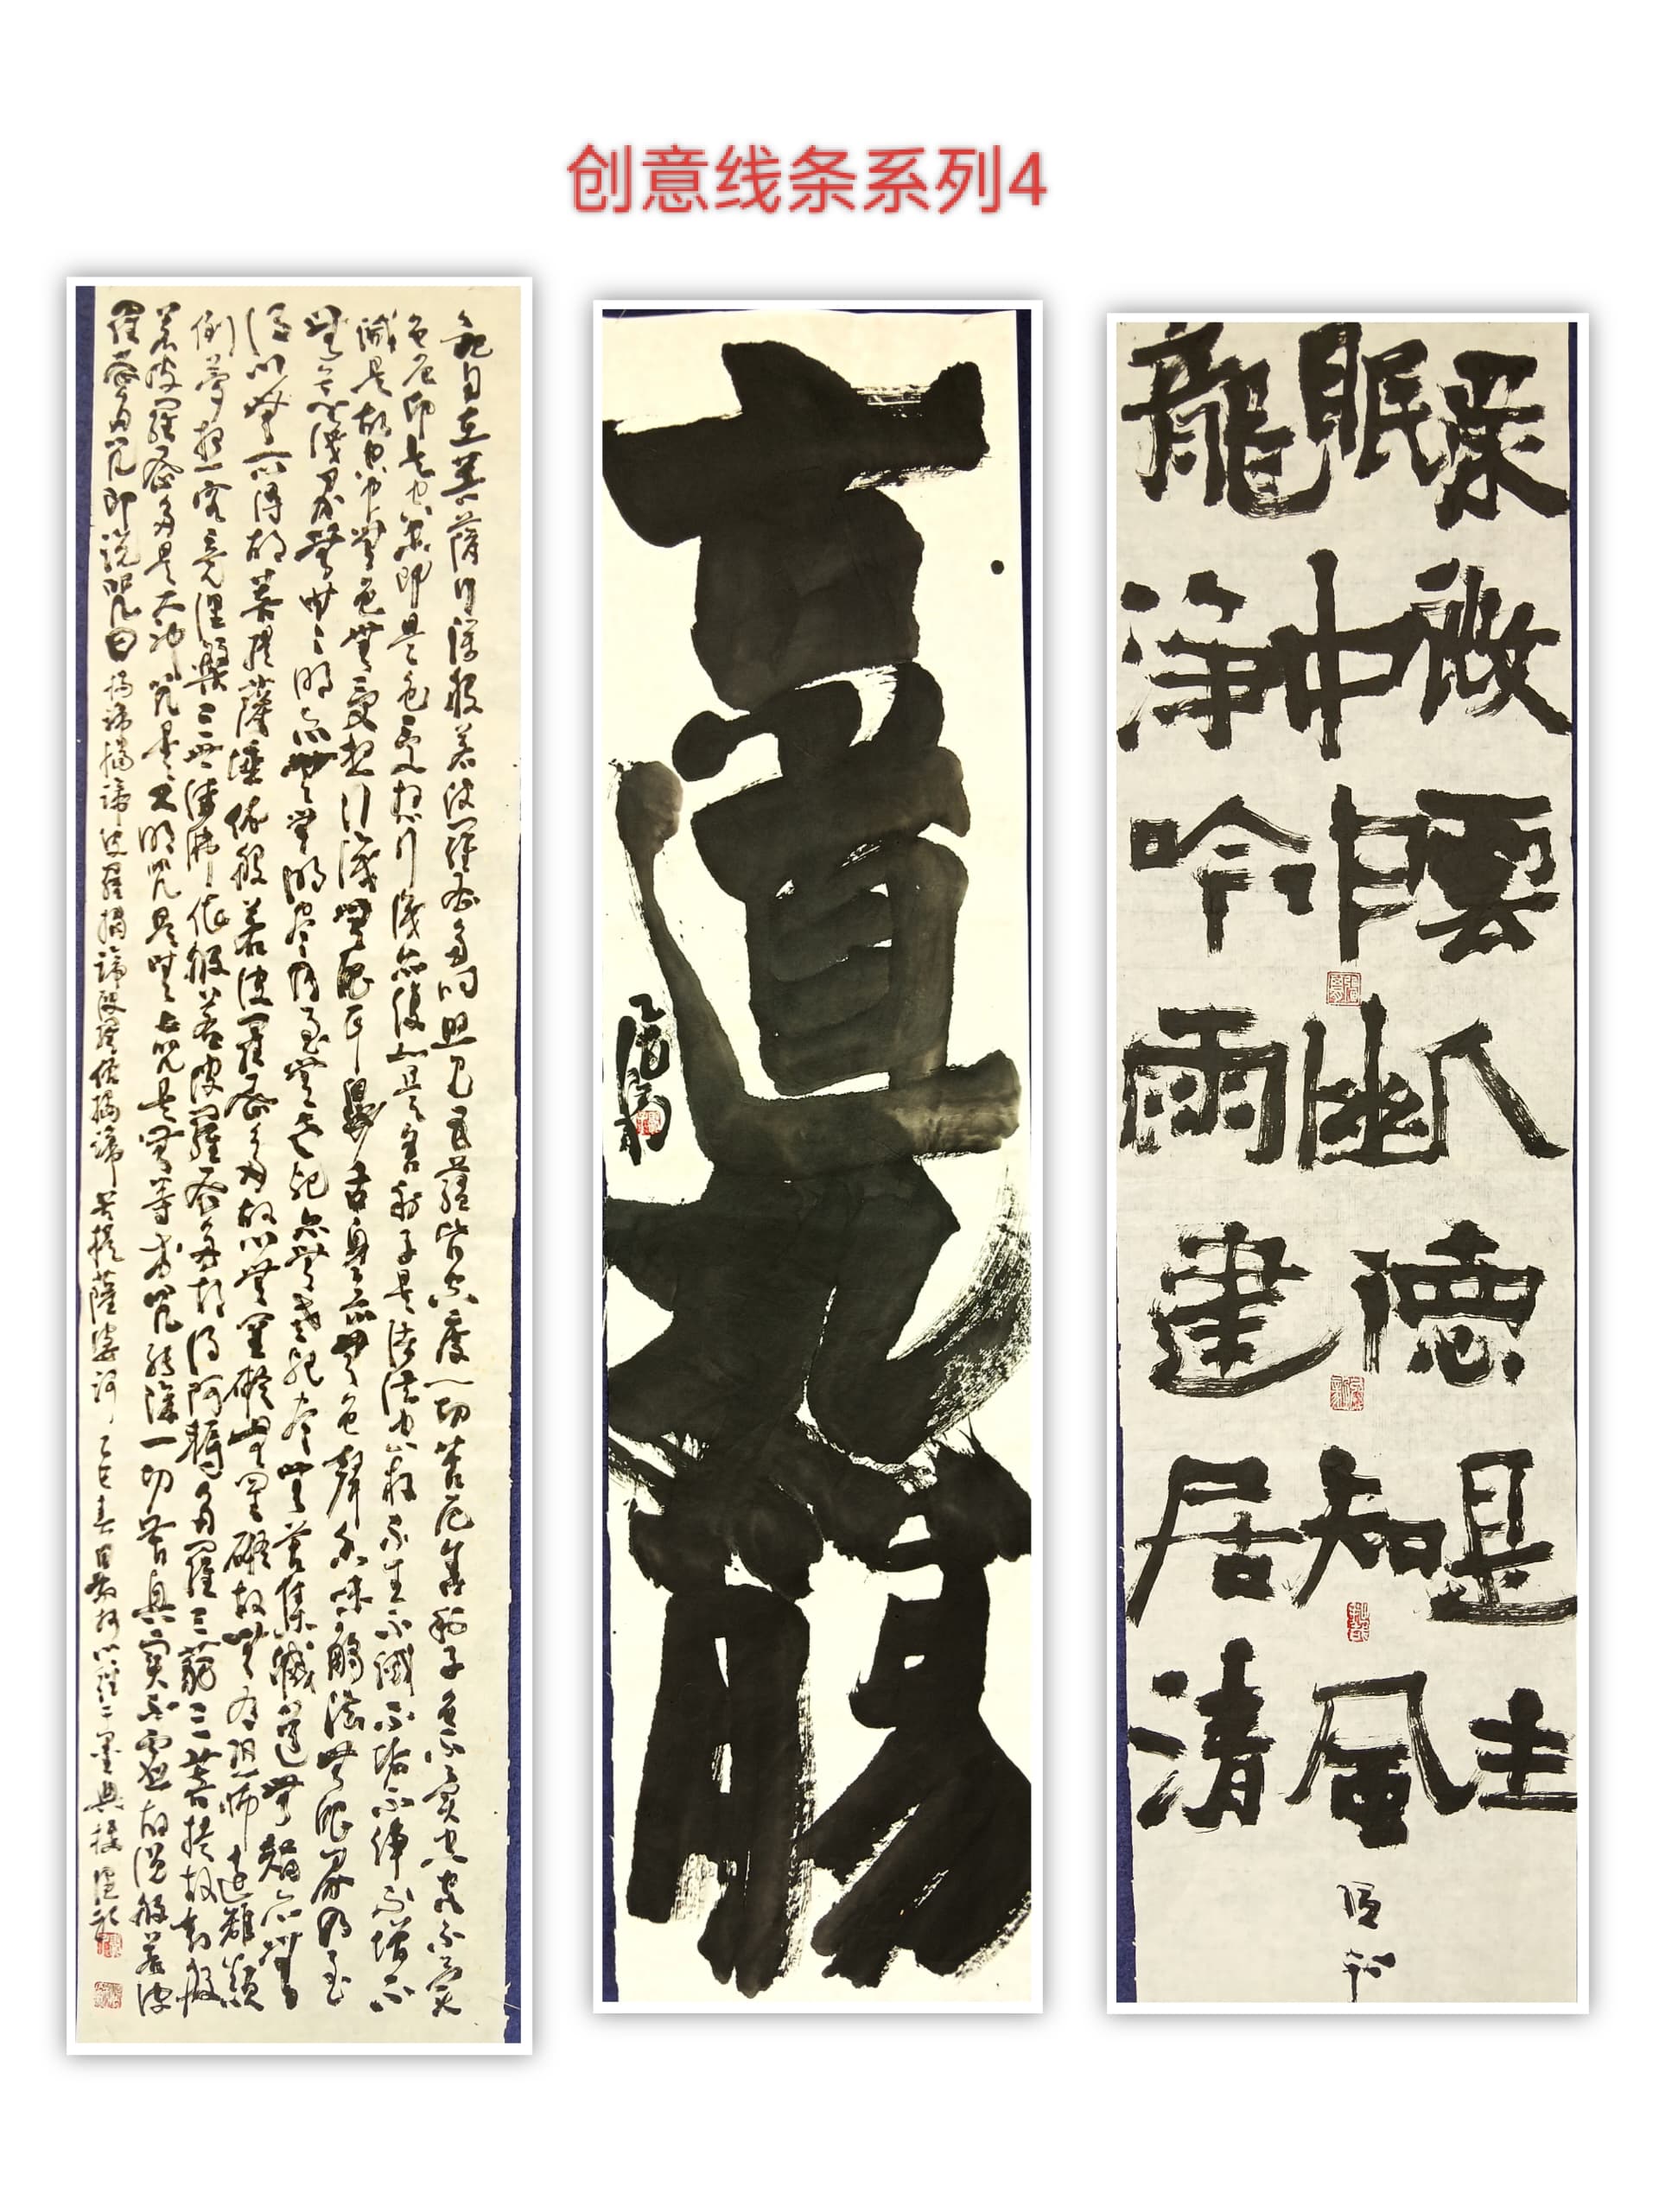 创意线条系列4
觀自在菩薩行深般若波羅蜜多時照見五蘊皆空度一切苦厄舍利子色不異空空不異
色色即是空空即是色受想行識亦復如是舍利子是諸法空相不生不滅不垢不淨不增不
減是故空中無色無受想行識無眼耳鼻舌身意無色聲香味觸法無眼界乃至
無意識界無無明亦無無明盡乃至無老死亦無老死盡無苦集滅道無智亦無
得以無所得故菩提薩埵依般若波羅蜜多故心無罣礙無罣礙故無有恐怖遠離顛
倒夢想究竟涅槃三世諸佛依般若波羅蜜多故得阿耨多羅三藐三菩提故知般
若波羅蜜多是大神咒是大明咒是無上咒是無等等咒能除一切苦真實不虛故說般若波
羅蜜多咒即說咒曰揭諦揭諦波羅揭諦波羅僧揭諦菩提薩婆訶乙巳春日
道
勝
微雲人德是主
眠中幽知風
龍淨吟雨建居清